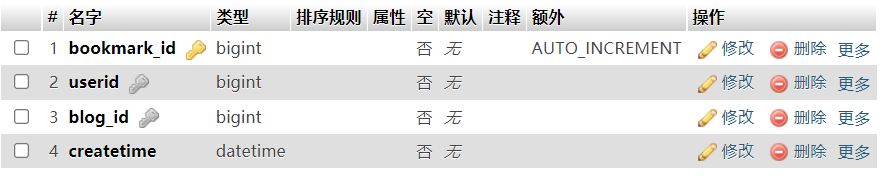 # 名字 类型 排序规则 属性 空 默认 注释 额外 操作
1 bookmark_id bigint 否 无 AUTO_INCREMENT 修改 删除 更多
2 userid bigint 否 无 修改 删除 更多
3 blog_id bigint 否 无 修改 删除 更多
4 createtime datetime 否 无 修改 删除 更多